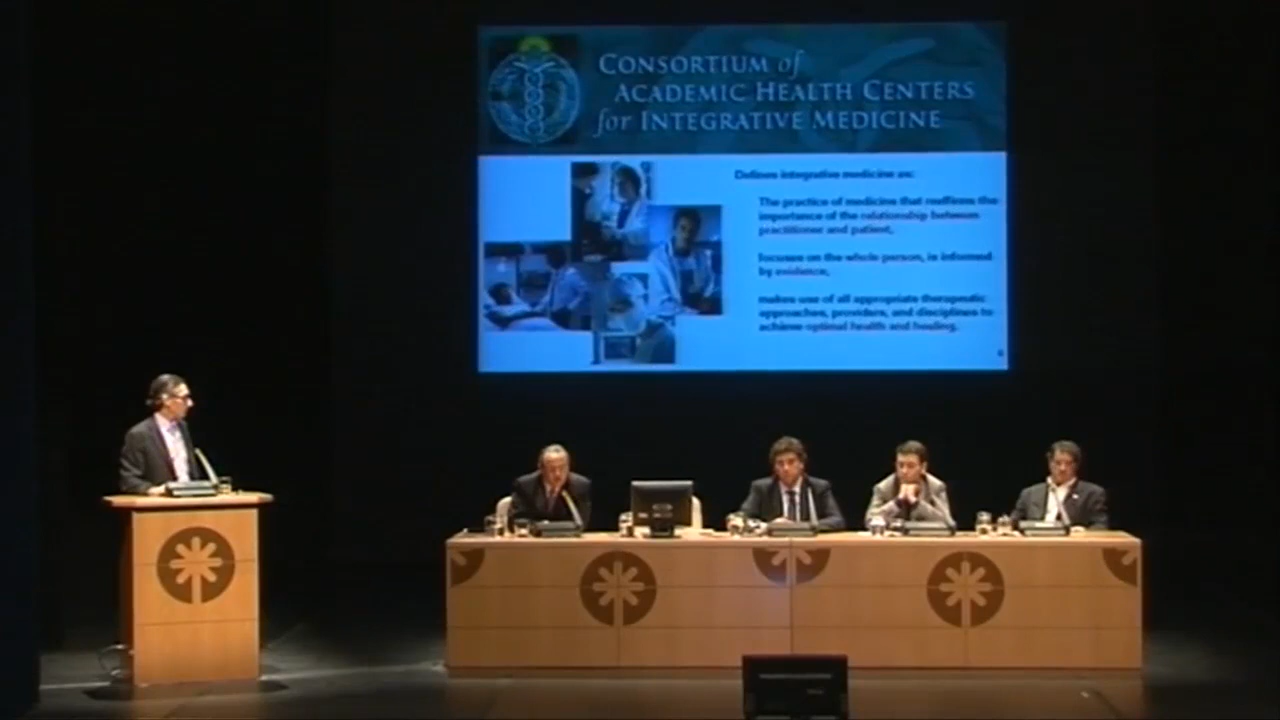 CONSORTIUM of
ACADEMIC HEALTH CENTERS
for INTEGRATIVE MEDICINE
Defines integrative medicine as:
The practice of medicine that reaffirms the
importance of the relationship between
practitioner and patient,
focuses on the whole person, is informed
by evidence,
makes use of all appropriate therapeutic
approaches, providers, and disciplines to
achieve optimal health and healing.